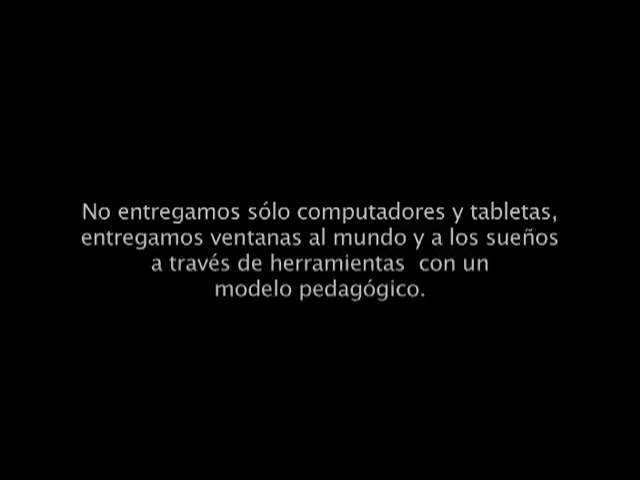 No entregamos sólo computadores y tabletas,
entregamos ventanas al mundo y a los sueños
a través de herramientas  con un
modelo pedagógico.